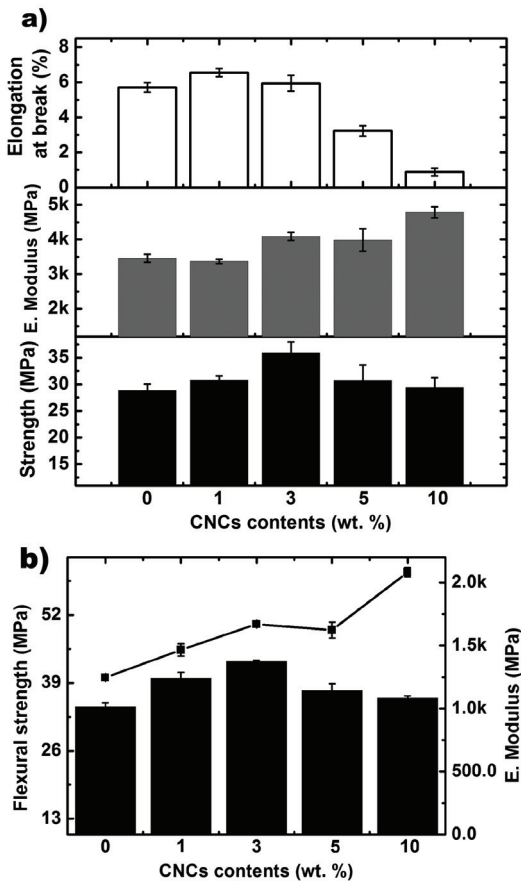 a)
Elongation
at break (%)
8
6
4
2
0
E. Modulus (MPa)
5k
4k
3k
2k
Strength (MPa)
35
30
25
20
15
0 1 3 5 10
CNCs contents (wt. %)
b)
Flexural strength (MPa)
52
39
26
13
2.0k
1.5k
1.0k
500.0
0.0
E. Modulus (MPa)
0 1 3 5 10
CNCs contents (wt. %)